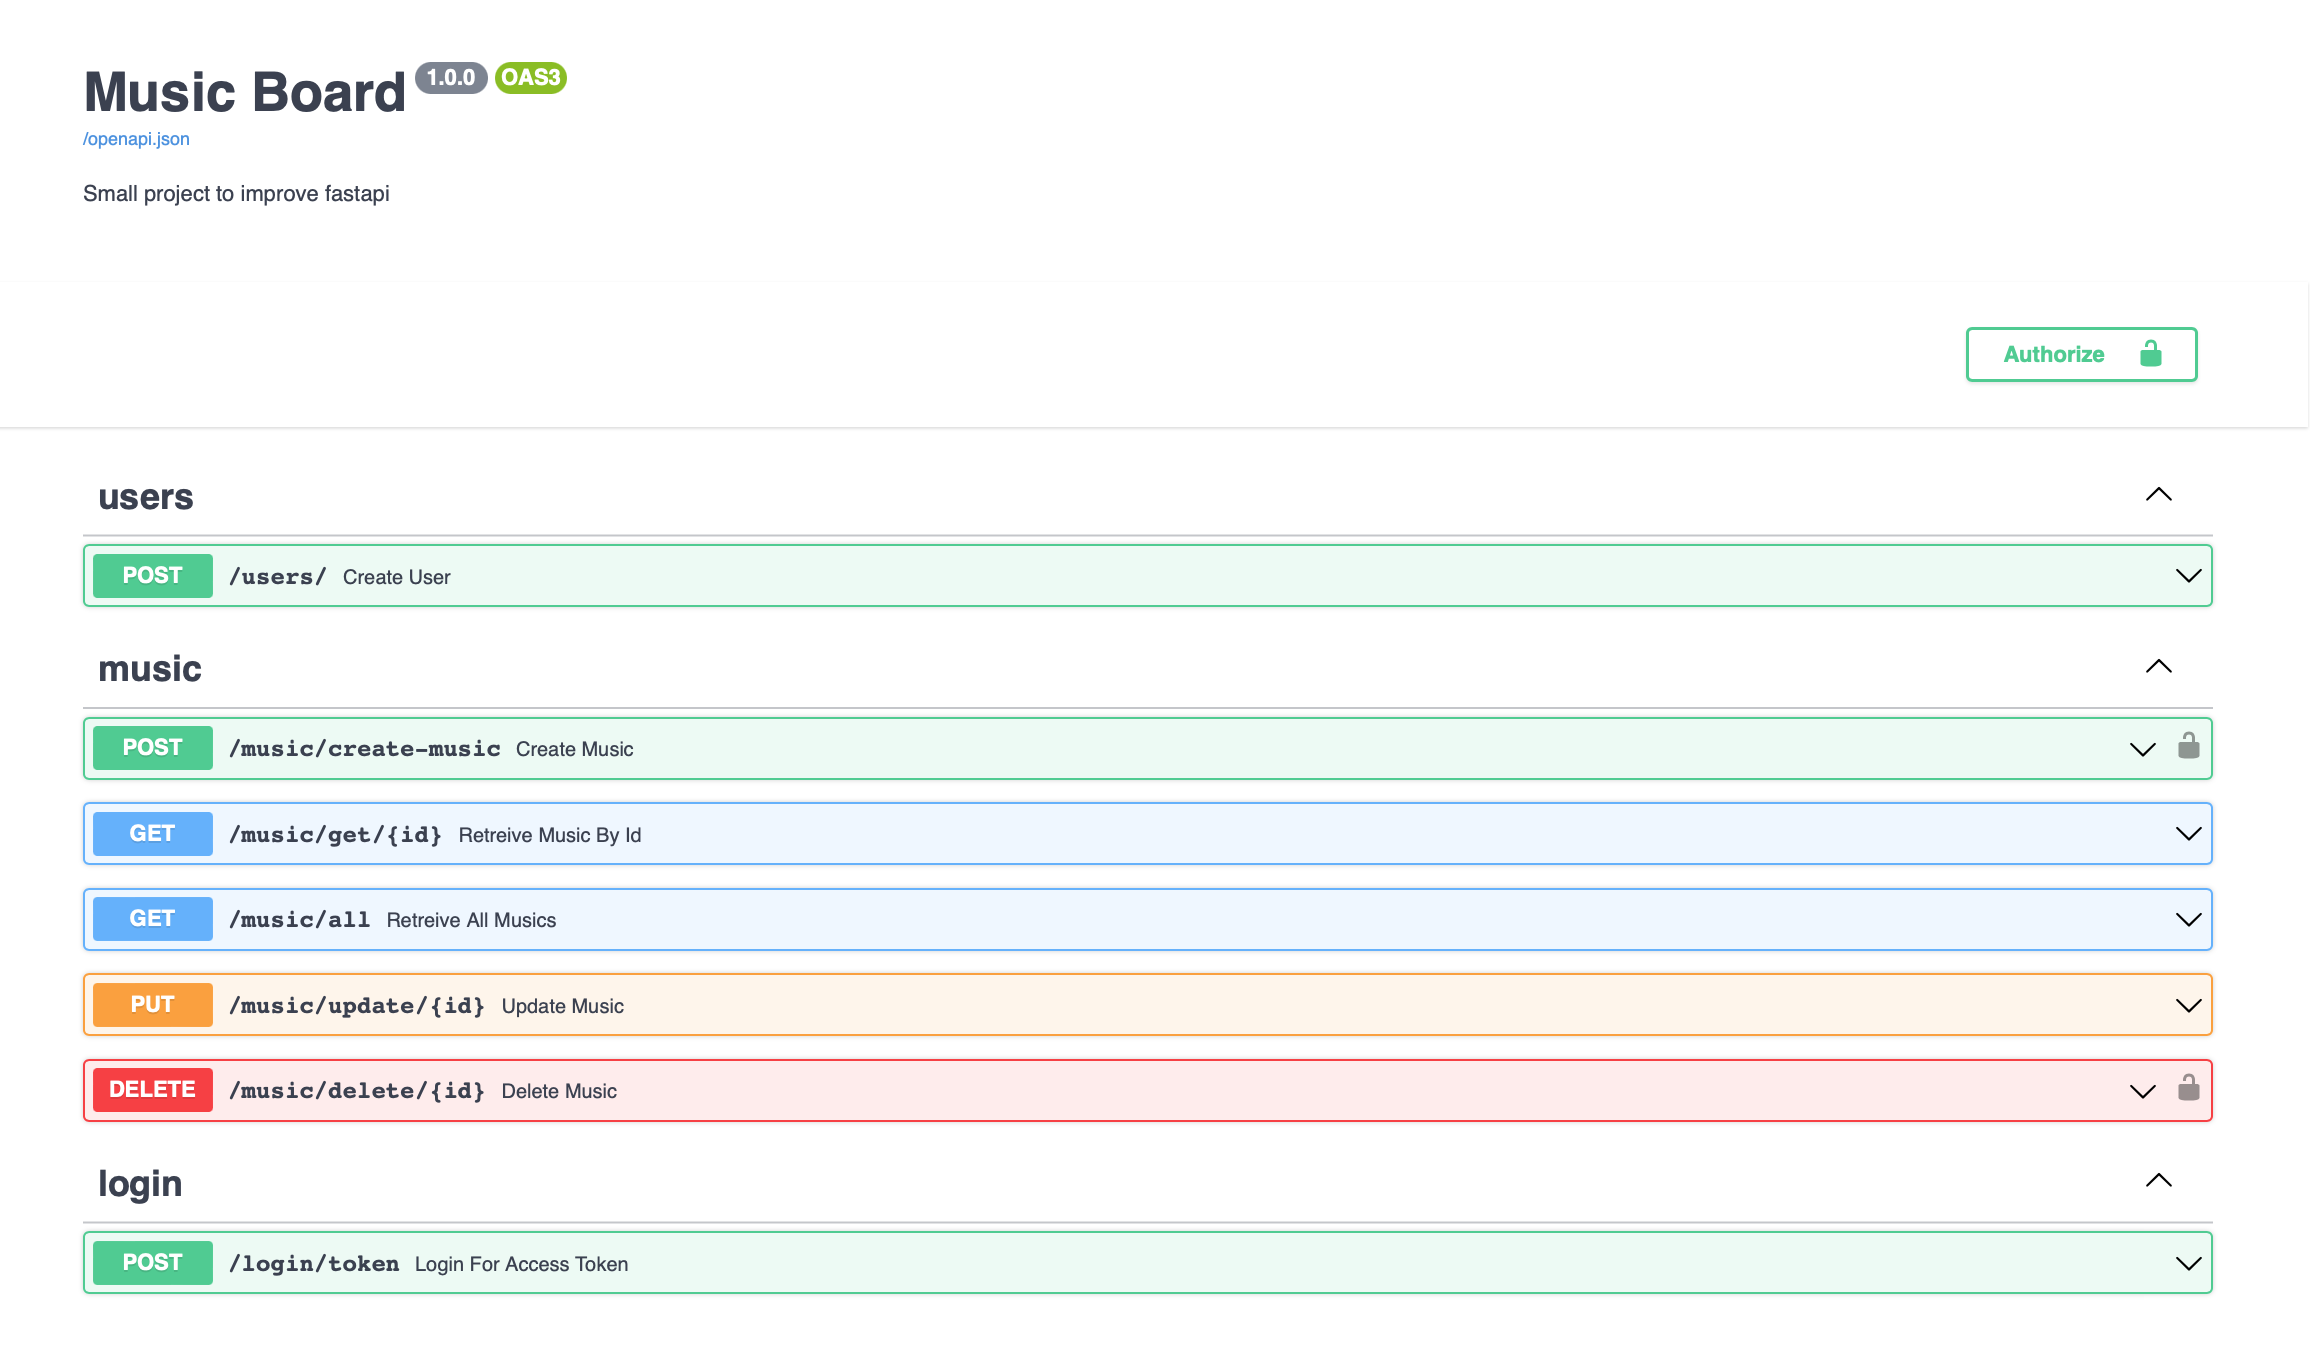 Music Board 1.0.0 OAS3
/openapi.json
Small project to improve fastapi
Authorize
users
POST /users/ Create User
music
POST /music/create-music Create Music
GET /music/get/{id} Retreive Music By Id
GET /music/all Retreive All Musics
PUT /music/update/{id} Update Music
DELETE /music/delete/{id} Delete Music
login
POST /login/token Login For Access Token